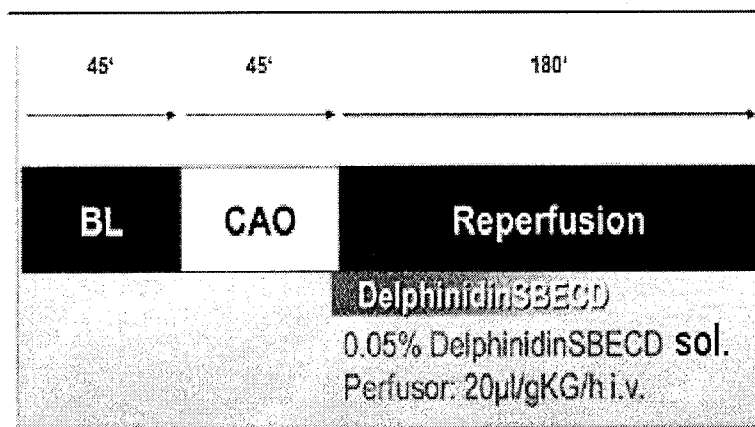 45‘ 45‘ 180‘
BL CAO Reperfusion
DelphinidinSBECD
0.05% DelphinidinSBECD sol.
Perfusor: 20µl/gKG/h i.v.